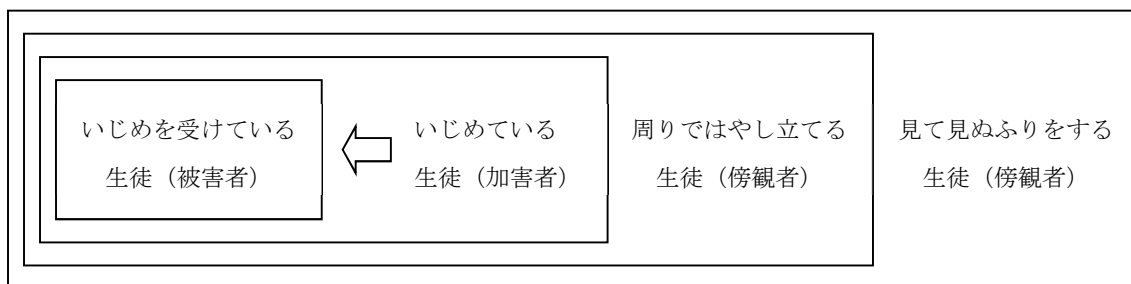 いじめを受けている
生徒(被害者)
いじめている
生徒(加害者)
周りではやし立てる
生徒(傍観者)
見て見ぬふりをする
生徒(傍観者)